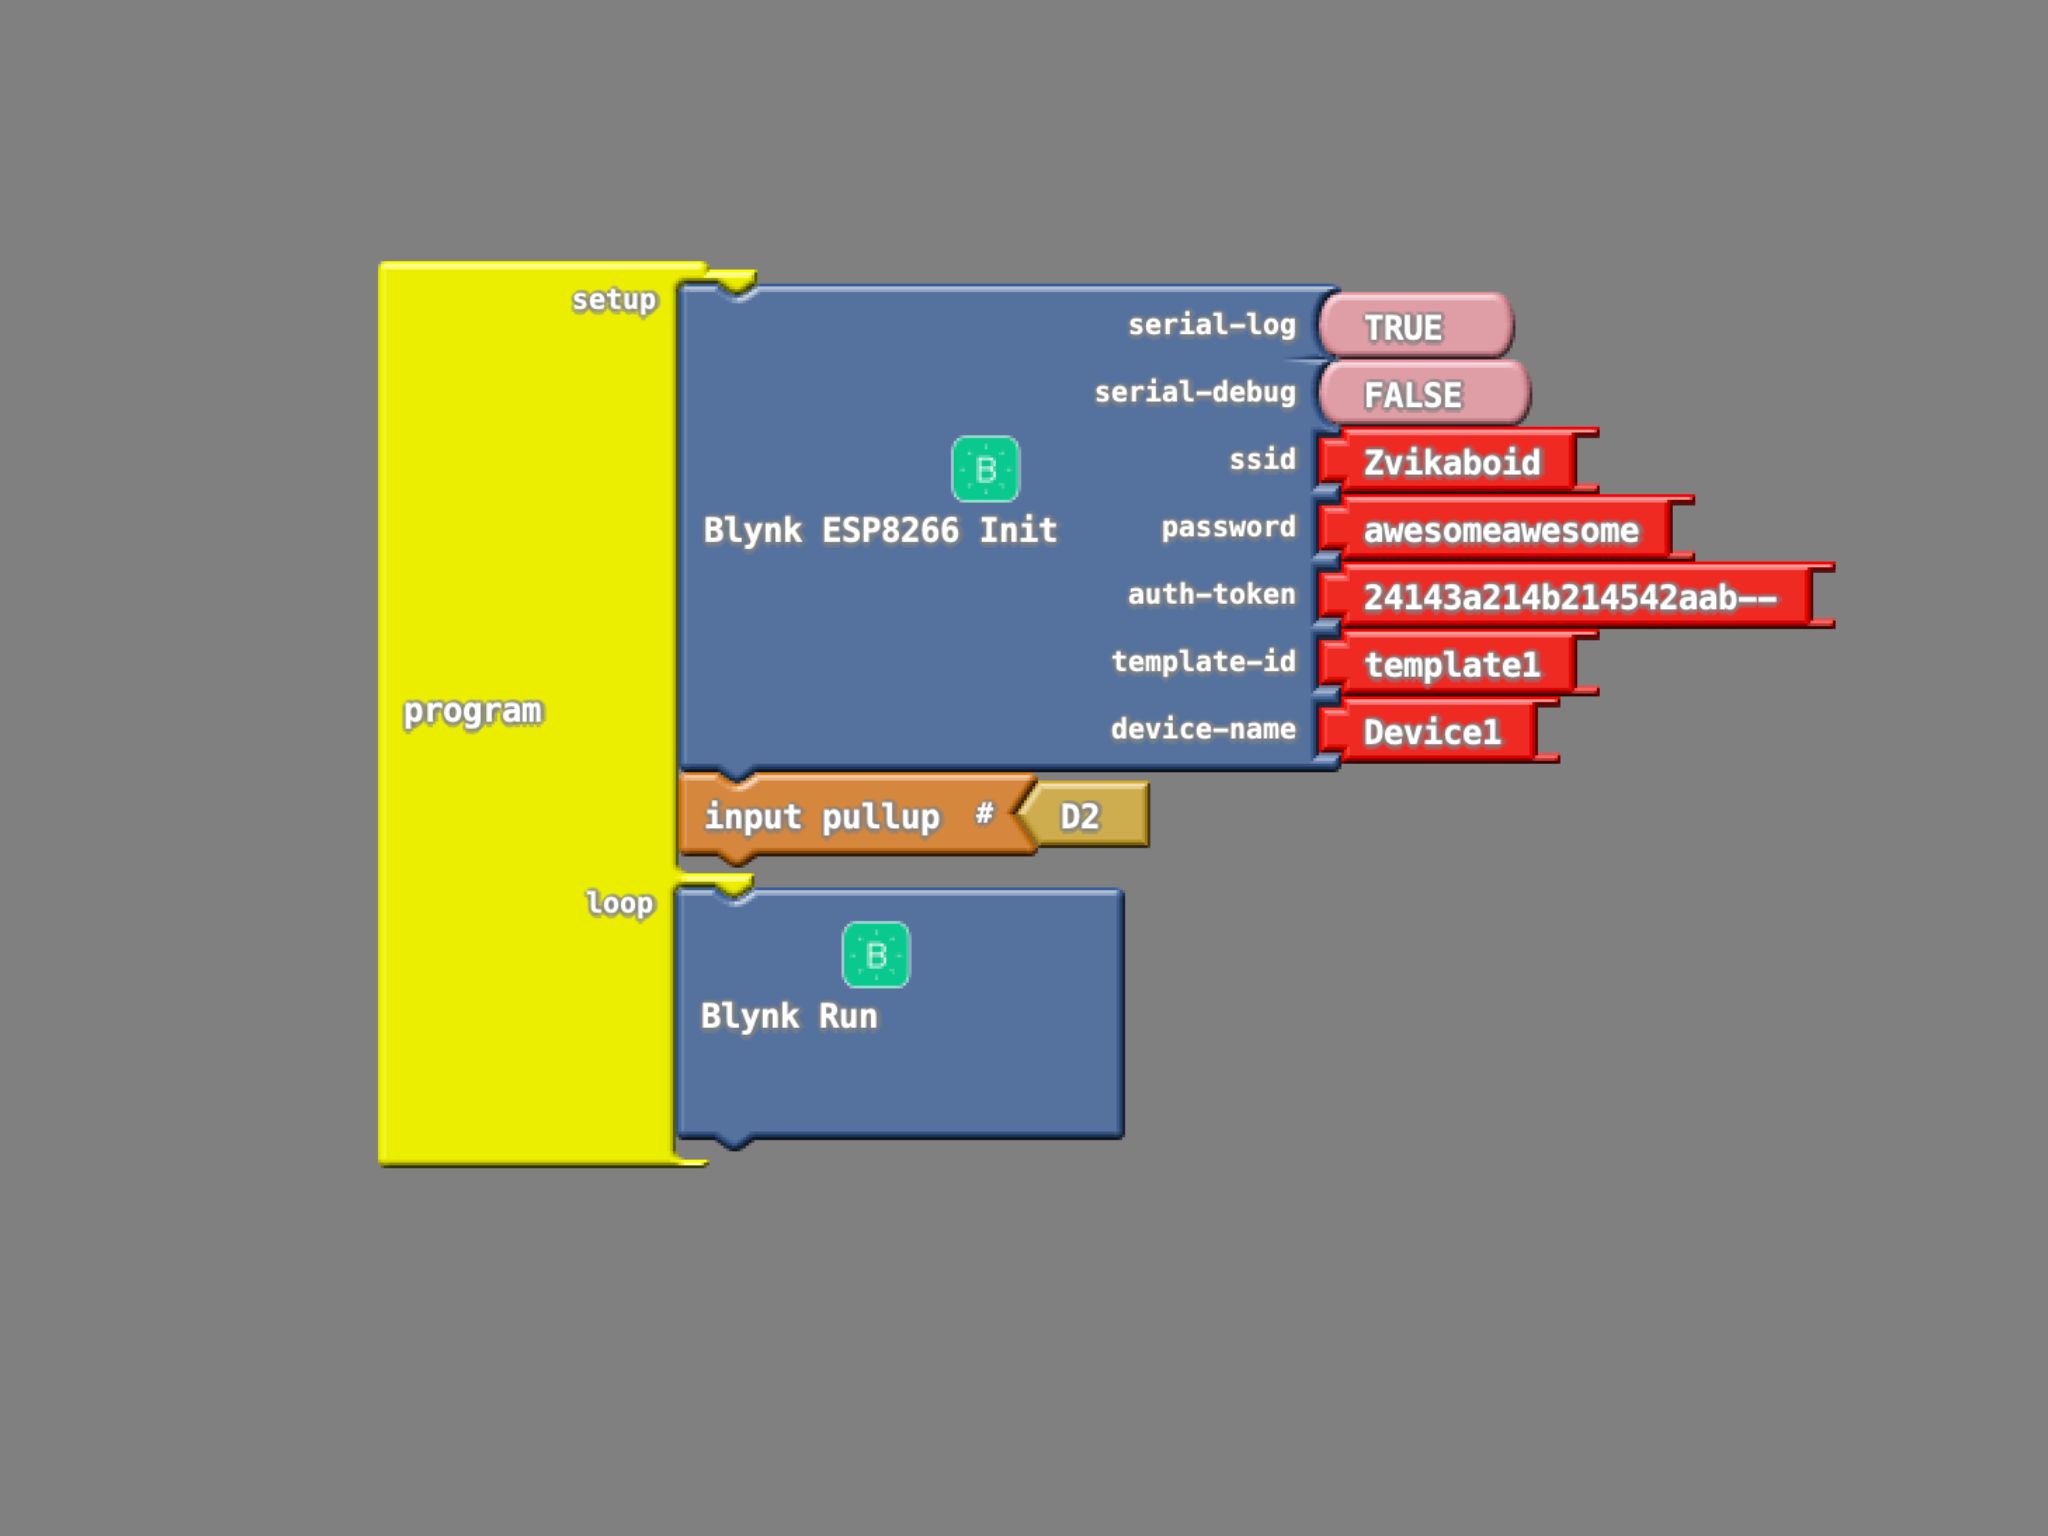 setup
serial-log TRUE
serial-debug FALSE
B
ssid Zvikaboid
Blynk ESP8266 Init
password awesomeawesome
auth-token 24143a214b214542aab--
template-id template1
program
device-name Device1
input pullup # D2
loop
B
Blynk Run